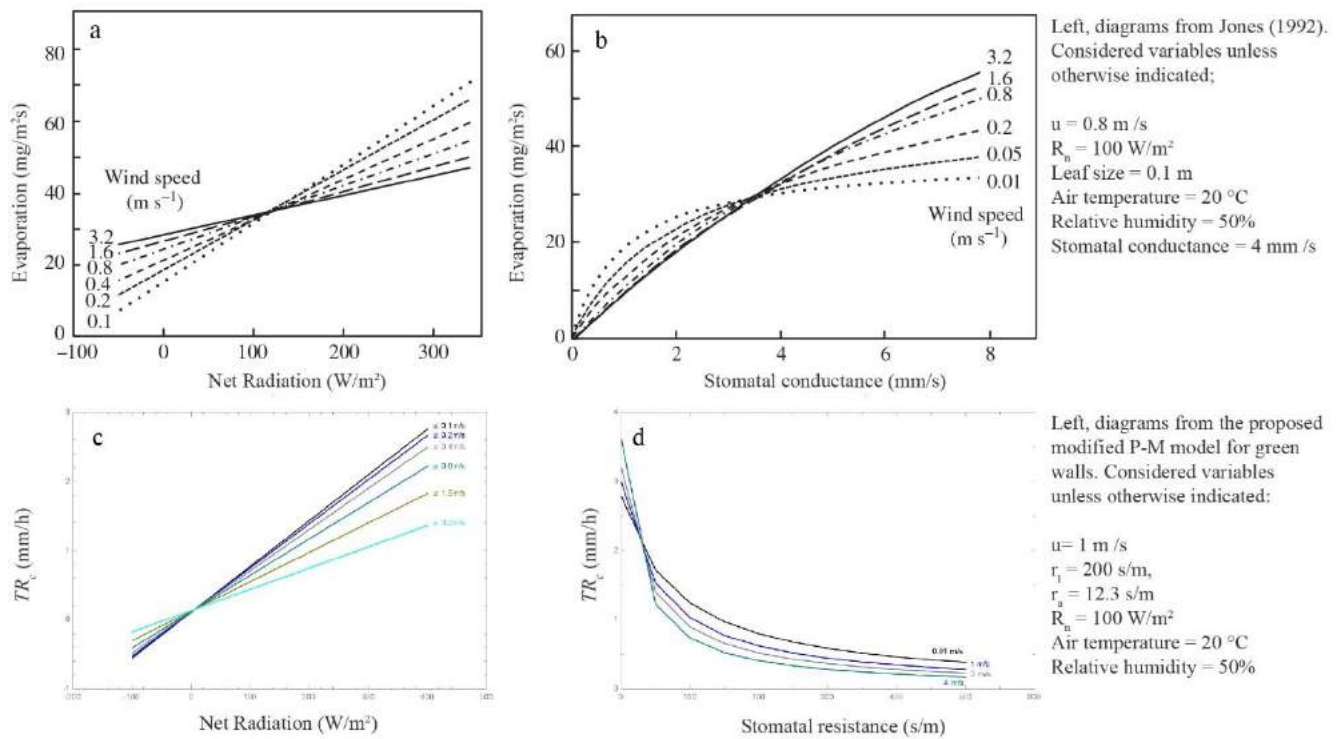 a
80
60
40
20
0
Evaporation (mg/m²s)
Wind speed
(m s⁻¹)
3.2
1.6
0.8
0.4
0.2
0.1
-100
0
100
200
300
Net Radiation (W/m²)
b
60
40
20
0
Evaporation (mg/m²s)
3.2
1.6
0.8
0.2
0.05
0.01
Wind speed
(m s⁻¹)
0
2
4
6
8
Stomatal conductance (mm/s)
Left, diagrams from Jones (1992).
Considered variables unless
otherwise indicated;
u = 0.8 m /s
Rₙ = 100 W/m²
Leaf size = 0.1 m
Air temperature = 20 °C
Relative humidity = 50%
Stomatal conductance = 4 mm /s
c
TR꜀ (mm/h)
Net Radiation (W/m²)
d
TR꜀ (mm/h)
0.01 m/s
1 m/s
4 m/s
Stomatal resistance (s/m)
Left, diagrams from the proposed
modified P-M model for green
walls. Considered variables
unless otherwise indicated:
u= 1 m /s
rₗ = 200 s/m,
rₐ = 12.3 s/m
Rₙ = 100 W/m²
Air temperature = 20 °C
Relative humidity = 50%